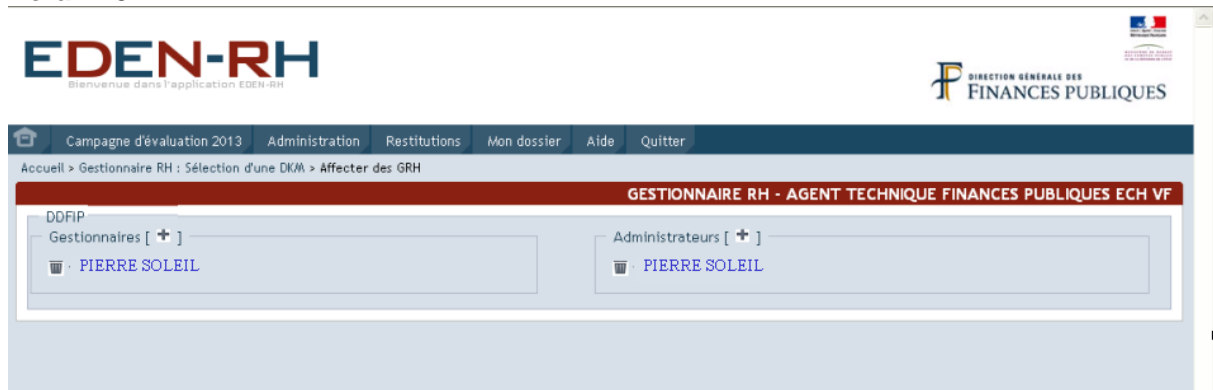 EDEN-RH
Bienvenue dans l'application EDEN-RH
DIRECTION GÉNÉRALE DES
FINANCES PUBLIQUES
Campagne d'évaluation 2013 Administration Restitutions Mon dossier Aide Quitter
Accueil > Gestionnaire RH : Sélection d'une DKM > Affecter des GRH
GESTIONNAIRE RH - AGENT TECHNIQUE FINANCES PUBLIQUES ECH VF
DDFIP
Gestionnaires [ + ] Administrateurs [ + ]
PIERRE SOLEIL PIERRE SOLEIL